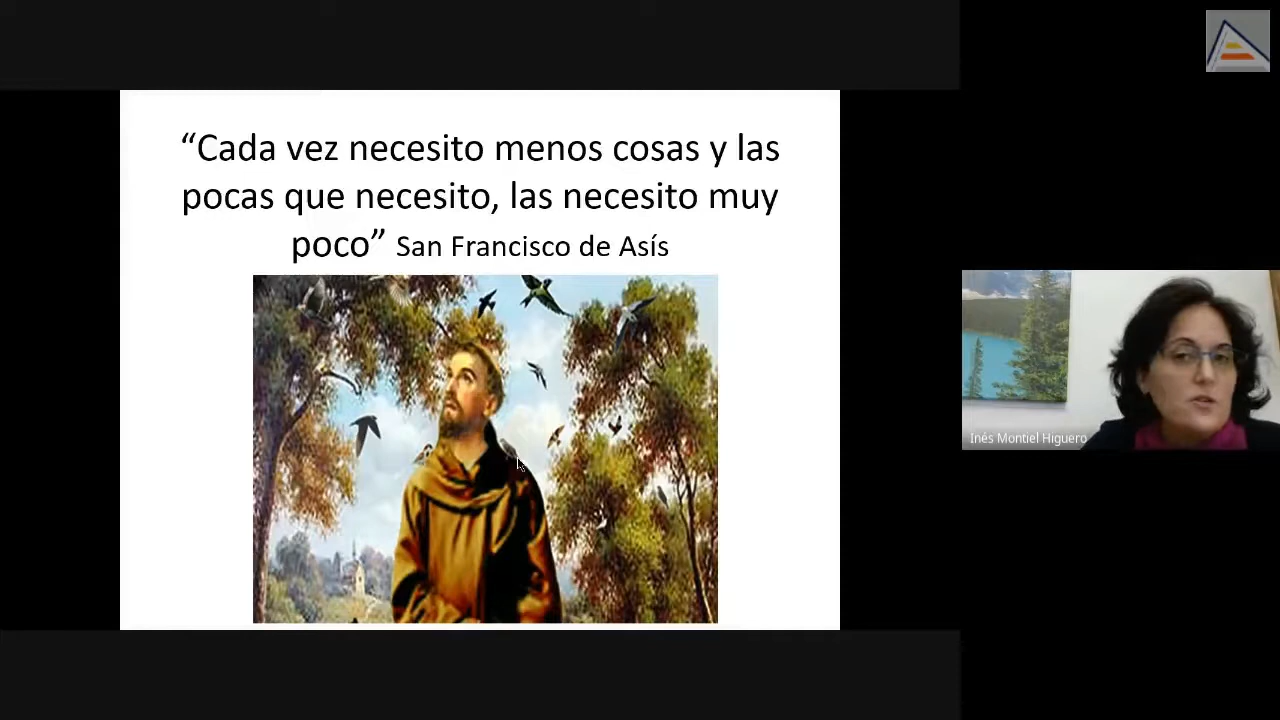 “Cada vez necesito menos cosas y las
pocas que necesito, las necesito muy
poco” San Francisco de Asís
Inés Montiel Higuero